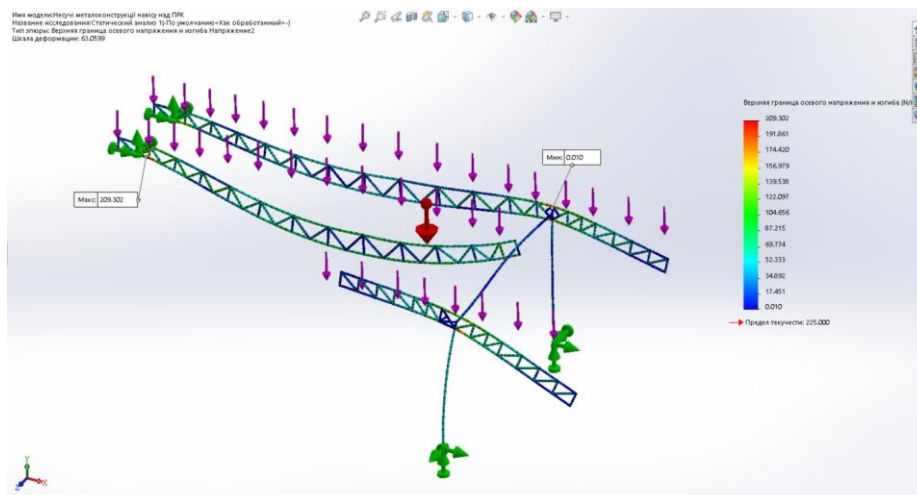 Имя модели:Несучі металоконструкції навісу над ПРК
Название исследования:Статический анализ 1(-По умолчанию<Как обработанный>-)
Тип эпюры: Верхняя граница осевого напряжения и изгиба Напряжение2
Шкала деформации: 63.0599
Верхняя граница осевого напряжения и изгиба (N/
209.302
191.861
174.420
156.979
139.538
122.097
104.656
87.215
69.774
52.333
34.892
17.451
0.010
Предел текучести: 225.000
Мин: 0.010
Макс: 209.302
Y
X
Z